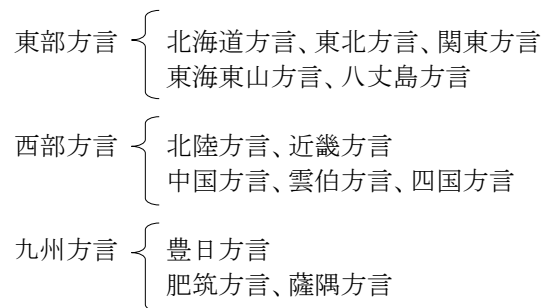 東部方言 北海道方言、東北方言、関東方言
東海東山方言、八丈島方言
西部方言 北陸方言、近畿方言
中国方言、雲伯方言、四国方言
九州方言 豊日方言
肥筑方言、薩隅方言